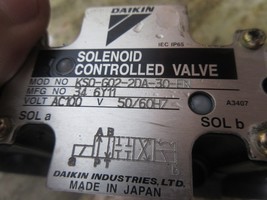 DAIKIN
IEC IP65
SOLENOID
CONTROLLED VALVE
MOD NO KSO-G02-2DA-30-EN
MFG NO 34 6Y11
VOLT AC100 V 50/60Hz
A3407
SOL a
SOL b
A B
P T
DAIKIN INDUSTRIES, LTD.
MADE IN JAPAN